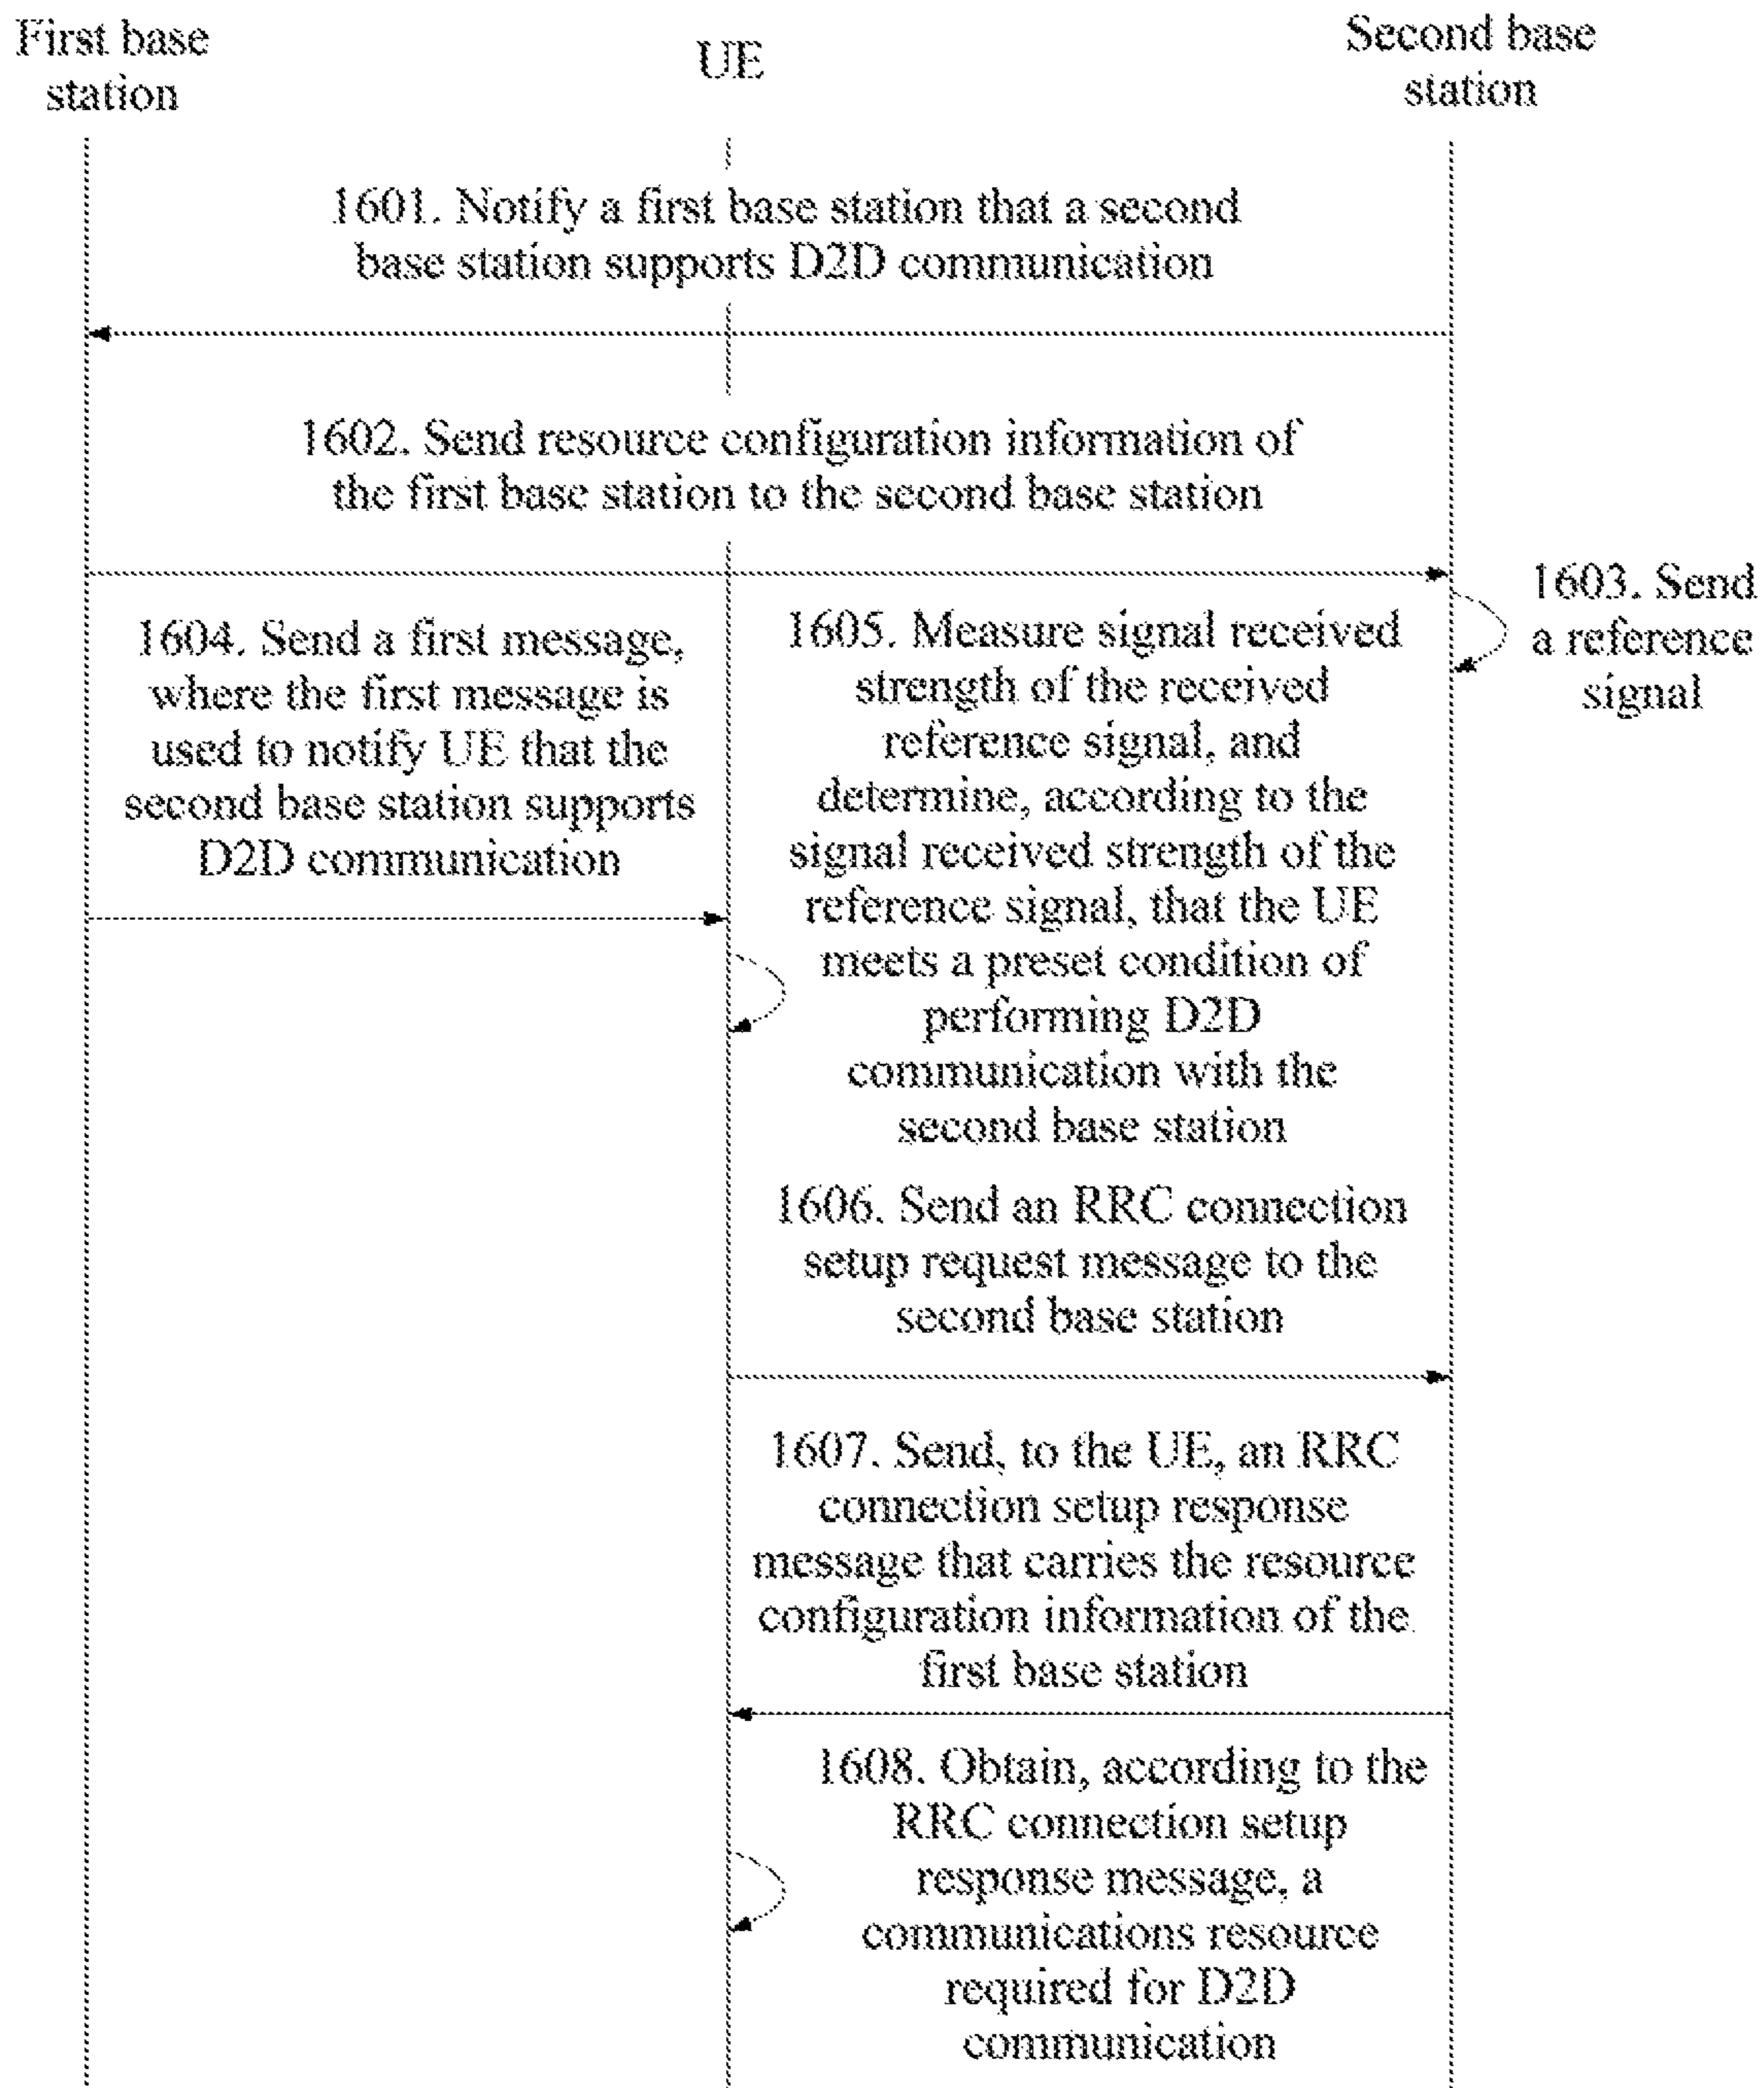 First base
station
UE
Second base
station
1601. Notify a first base station that a second
base station supports D2D communication
1602. Send resource configuration information of
the first base station to the second base station
1603. Send
a reference
signal
1604. Send a first message,
where the first message is
used to notify UE that the
second base station supports
D2D communication
1605. Measure signal received
strength of the received
reference signal, and
determine, according to the
signal received strength of the
reference signal, that the UE
meets a preset condition of
performing D2D
communication with the
second base station
1606. Send an RRC connection
setup request message to the
second base station
1607. Send, to the UE, an RRC
connection setup response
message that carries the resource
configuration information of the
first base station
1608. Obtain, according to the
RRC connection setup
response message, a
communications resource
required for D2D
communication